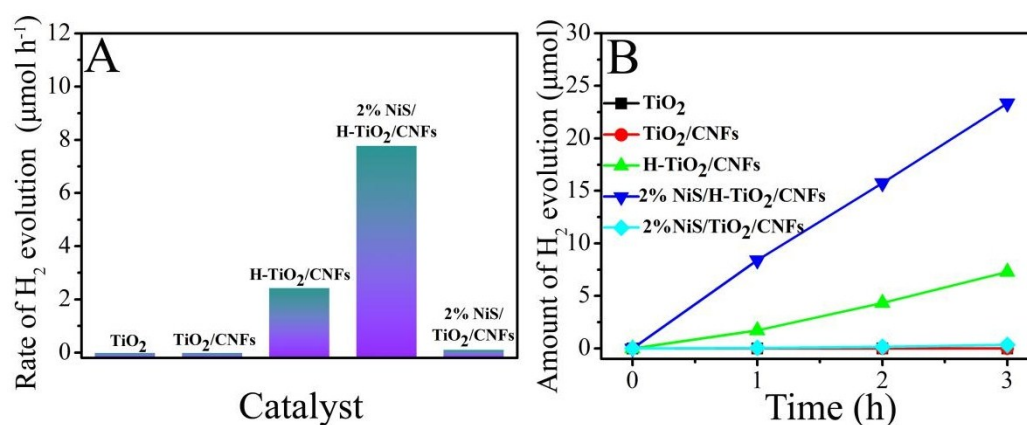 A
Rate of H2 evolution (μmol h-1)
12
10
8
6
4
2
0
TiO2
TiO2/CNFs
H-TiO2/CNFs
2% NiS/
H-TiO2/CNFs
2% NiS/
TiO2/CNFs
Catalyst
B
Amount of H2 evolution (μmol)
30
25
20
15
10
5
0
TiO2
TiO2/CNFs
H-TiO2/CNFs
2% NiS/H-TiO2/CNFs
2%NiS/TiO2/CNFs
0 1 2 3
Time (h)